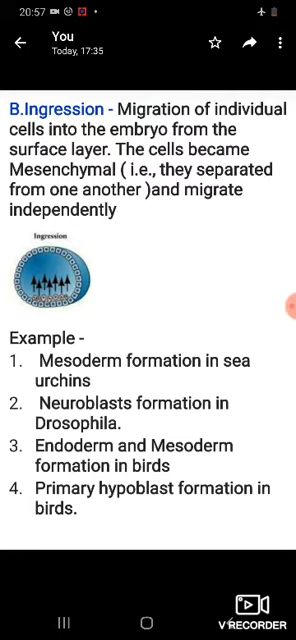 20:57
You
Today, 17:35
B.Ingression - Migration of individual
cells into the embryo from the
surface layer. The cells became
Mesenchymal ( i.e., they separated
from one another )and migrate
independently
Ingression
Example -
1. Mesoderm formation in sea
urchins
2. Neuroblasts formation in
Drosophila.
3. Endoderm and Mesoderm
formation in birds
4. Primary hypoblast formation in
birds.
V RECORDER